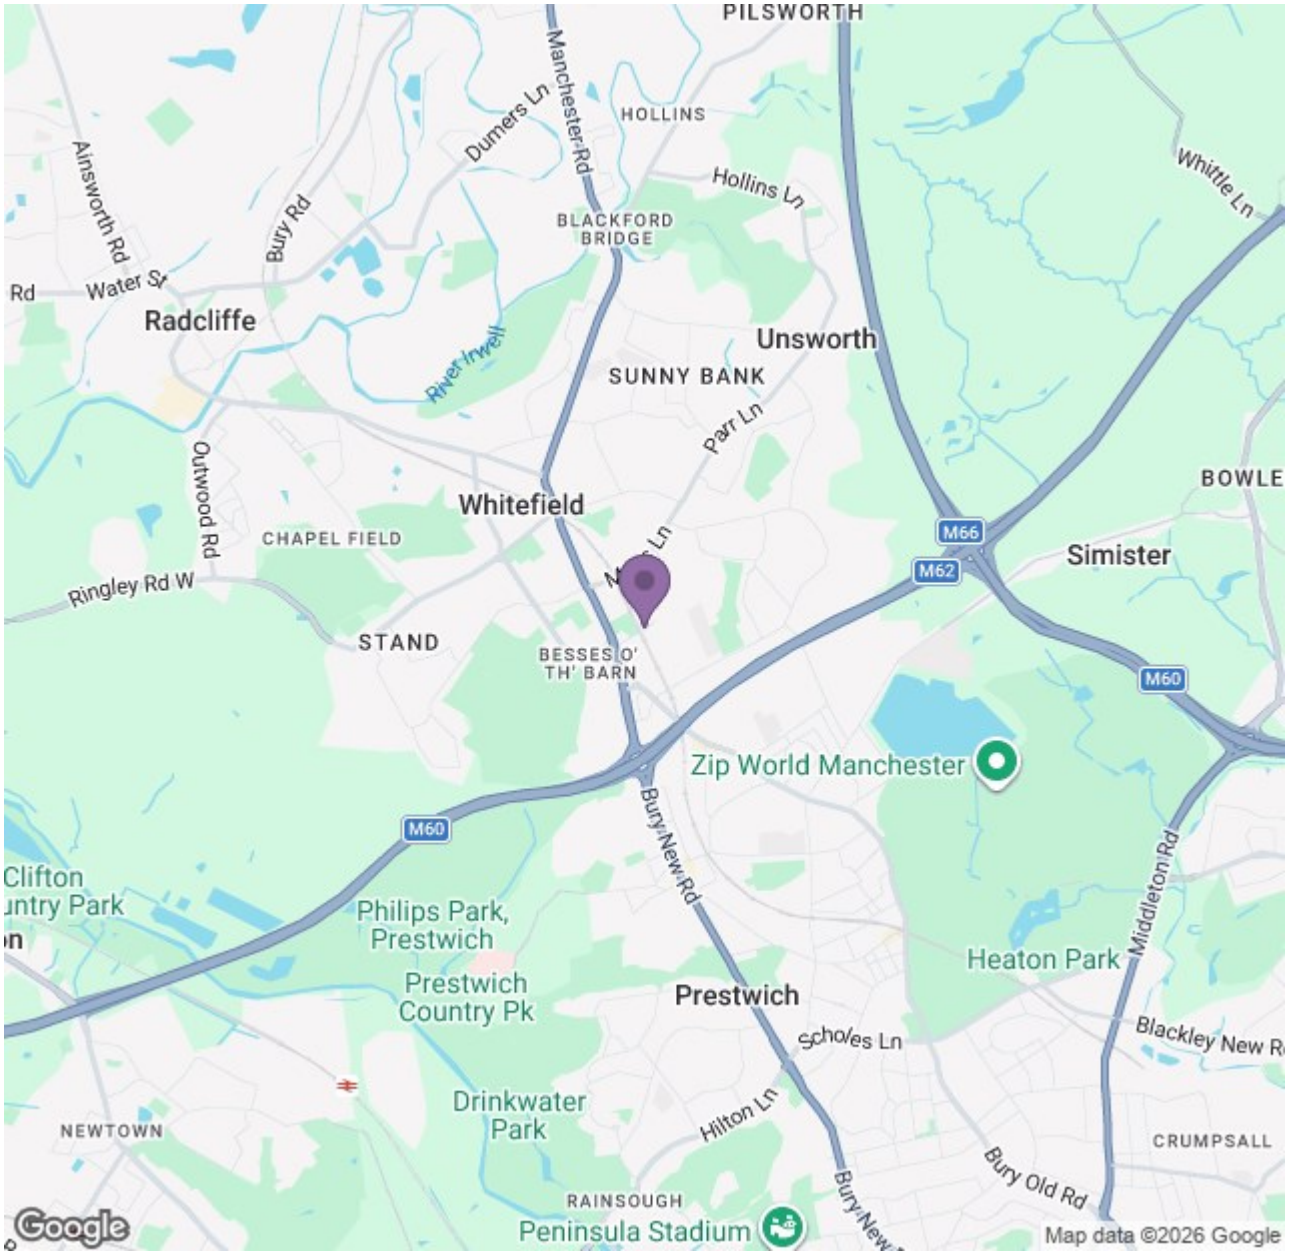 PILSWORTH
Manchester Rd
Dumers Ln
HOLLINS
Ainsworth Rd
Whittle Ln
Hollins Ln
Bury Rd
BLACKFORD
BRIDGE
Rd
Water St
Radcliffe
River Irwell
Unsworth
SUNNY BANK
Parr Ln
Outwood Rd
BOWLE
Whitefield
CHAPEL FIELD
M66
M62
Simister
Ln
Ringley Rd W
STAND
BESSES O'
TH' BARN
M60
Zip World Manchester
M60
Bury New Rd
Middleton Rd
Clifton
untry Park
Philips Park,
Prestwich
on
Heaton Park
Prestwich
Country Pk
Prestwich
Scholes Ln
Blackley New R
Drinkwater
Park
Hilton Ln
NEWTOWN
CRUMPSALL
Bury Old Rd
RAINSOUGH
Bury New
Peninsula Stadium
Google
Map data ©2026 Google